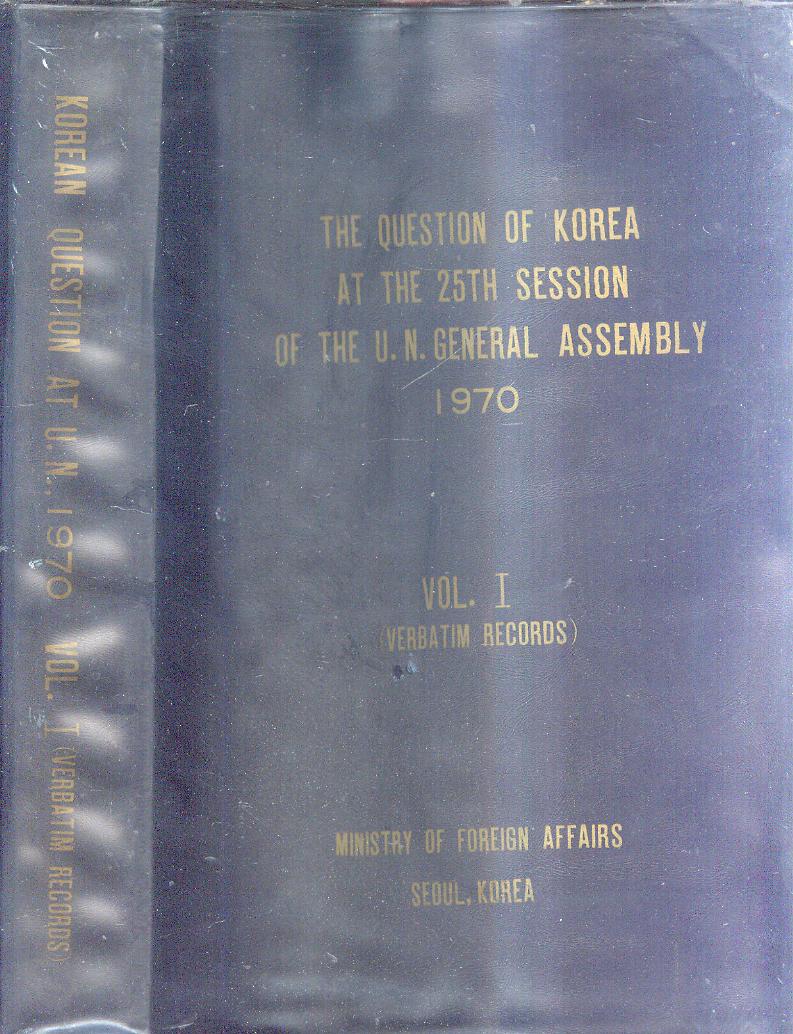 KOREAN QUESTION AT U.N., 1970 VOL. I (VERBATIM RECORDS)
THE QUESTION OF KOREA
AT THE 25TH SESSION
OF THE U.N. GENERAL ASSEMBLY
1970
VOL. I
(VERBATIM RECORDS)
MINISTRY OF FOREIGN AFFAIRS
SEOUL, KOREA